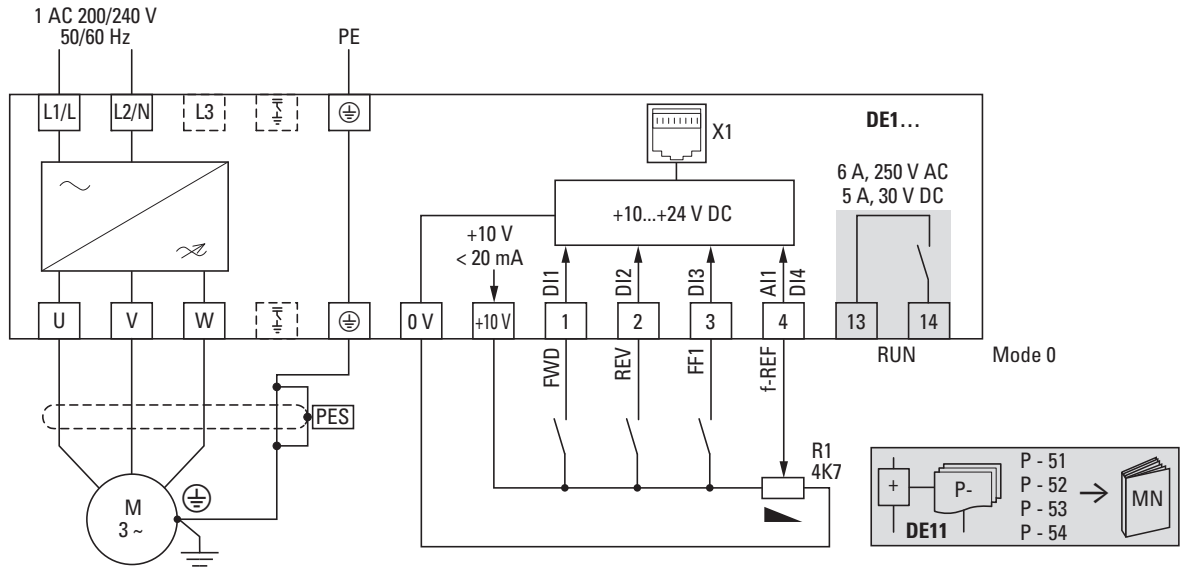 1 AC 200/240 V
50/60 Hz
PE
L1/L
L2/N
L3
X1
DE1...
6 A, 250 V AC
5 A, 30 V DC
+10...+24 V DC
+10 V
< 20 mA
DI1
DI2
DI3
AI1
DI4
U
V
W
0 V
+10 V
1
2
3
4
13
14
RUN
Mode 0
FWD
REV
FF1
f-REF
PES
R1
4K7
M
3 ~
+
P-
DE11
P - 51
P - 52
P - 53
P - 54
MN